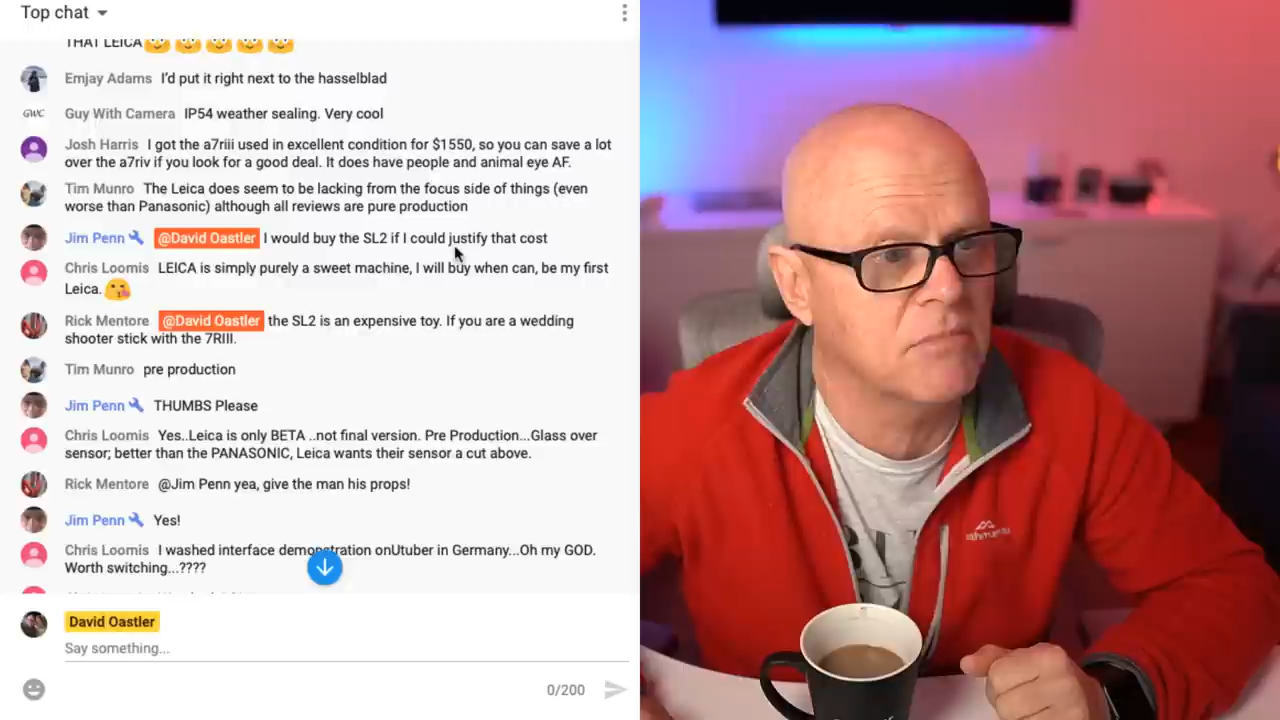 Top chat
THAT LEICA
Emjay Adams I'd put it right next to the hasselblad
GWC Guy With Camera IP54 weather sealing. Very cool
Josh Harris I got the a7riii used in excellent condition for $1550, so you can save a lot
over the a7riv if you look for a good deal. It does have people and animal eye AF.
Tim Munro The Leica does seem to be lacking from the focus side of things (even
worse than Panasonic) although all reviews are pure production
Jim Penn @David Oastler I would buy the SL2 if I could justify that cost
Chris Loomis LEICA is simply purely a sweet machine, I will buy when can, be my first
Leica.
Rick Mentore @David Oastler the SL2 is an expensive toy. If you are a wedding
shooter stick with the 7RIII.
Tim Munro pre production
Jim Penn THUMBS Please
Chris Loomis Yes..Leica is only BETA ..not final version. Pre Production...Glass over
sensor; better than the PANASONIC, Leica wants their sensor a cut above.
Rick Mentore @Jim Penn yea, give the man his props!
Jim Penn Yes!
Chris Loomis I washed interface demonstration onUtuber in Germany...Oh my GOD.
Worth switching...????
David Oastler
Say something...
0/200